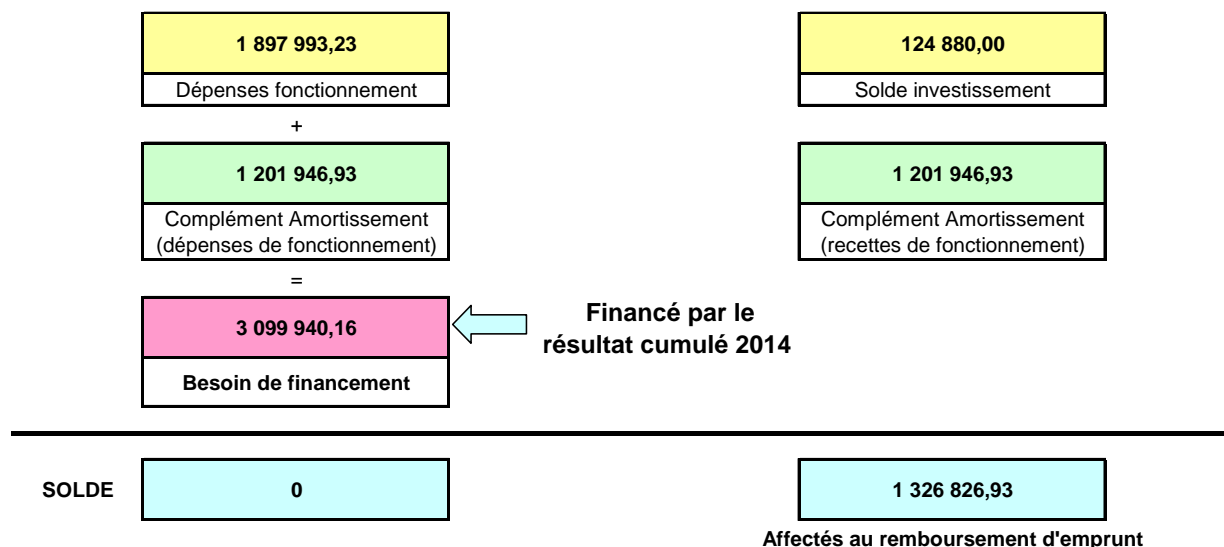 1 897 993,23
Dépenses fonctionnement
+
1 201 946,93
Complément Amortissement
(dépenses de fonctionnement)
=
3 099 940,16
Besoin de financement
Financé par le
résultat cumulé 2014
124 880,00
Solde investissement
1 201 946,93
Complément Amortissement
(recettes de fonctionnement)
SOLDE
0
1 326 826,93
Affectés au remboursement d'emprunt